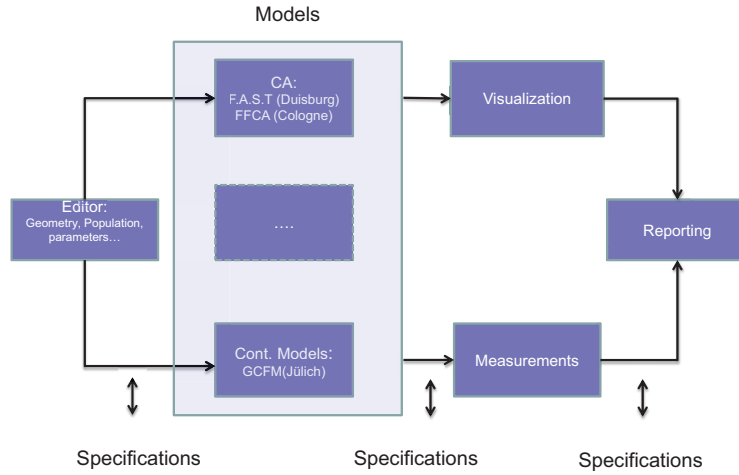 Models
CA:
F.A.S.T (Duisburg)
FFCA (Cologne)
Visualization
Editor:
Geometry, Population,
parameters...
....
Reporting
Cont. Models:
GCFM(Jülich)
Measurements
Specifications
Specifications
Specifications